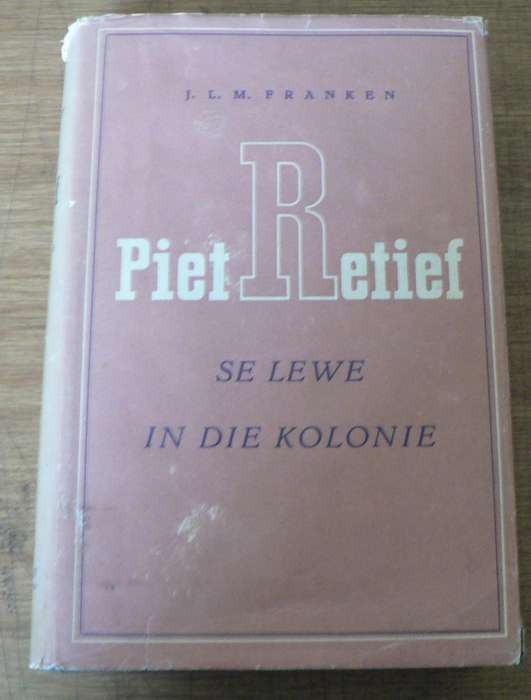 J. L. M. FRANKEN
Piet Retief
SE LEWE
IN DIE KOLONIE